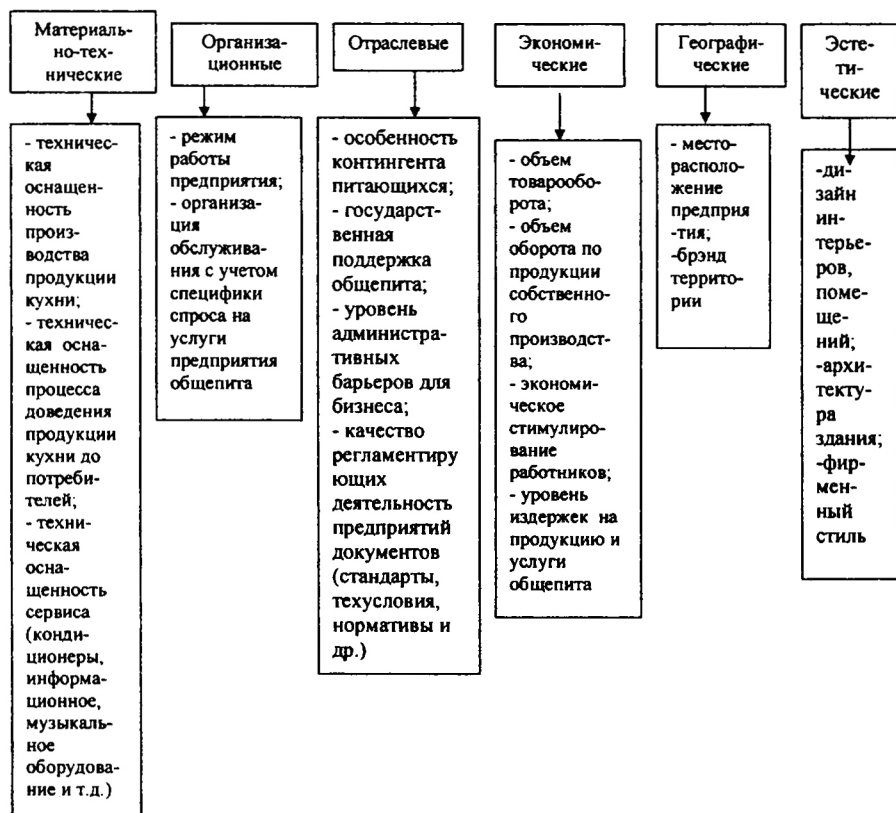 Материаль-
но-тех-
нические
- техничес-
кая
оснащен-
ность
произ-
водства
продукции
кухни;
- техничес-
кая осна-
щенность
процесса
доведения
продукции
кухни до
потреби-
телей;
- техни-
ческая
осна-
щенность
сервиса
(конди-
ционеры,
информа-
ционное,
музыкаль-
ное
оборудова-
ние и т.д.)
Организа-
ционные
- режим
работы
предприятия;
- организа-
ция
обслужива-
ния с учетом
специфики
спроса на
услуги
предприятия
общепита
Отраслевые
- особенность
контингента
питающихся;
- государст-
венная
поддержка
общепита;
- уровень
административ-
тивных
барьеров для
бизнеса;
- качество
регламентиру
ющих
деятельность
предприятий
документов
(стандарты,
техусловия,
нормативы и
др.)
Экономи-
ческие
- объем
товарообо-
рота;
- объем
оборота по
продукции
собственного
производст-
ва;
- экономи-
ческое
стимулиро-
вание
работников;
- уровень
издержек на
продукцию и
услуги
общепита
Географи-
ческие
- место-
располо-
жение
предприя
-тия;
-брэнд
территo-
рии
Эсте-
ти-
ческие
-ди-
зайн
ин-
терье-
ров,
поме-
ще-
ний;
-архи-
текту-
ра
здания;
-фир-
мен-
ный
стиль